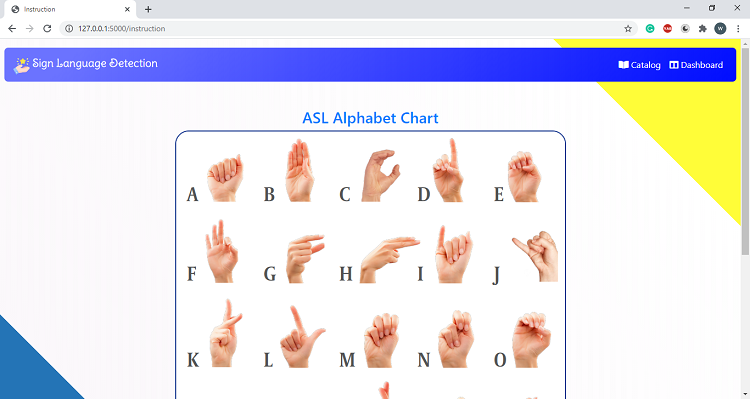 Instruction
127.0.0.1:5000/instruction
W
Sign Language Detection
Catalog
Dashboard
ASL Alphabet Chart
A B C D E
F G H I J
K L M N O